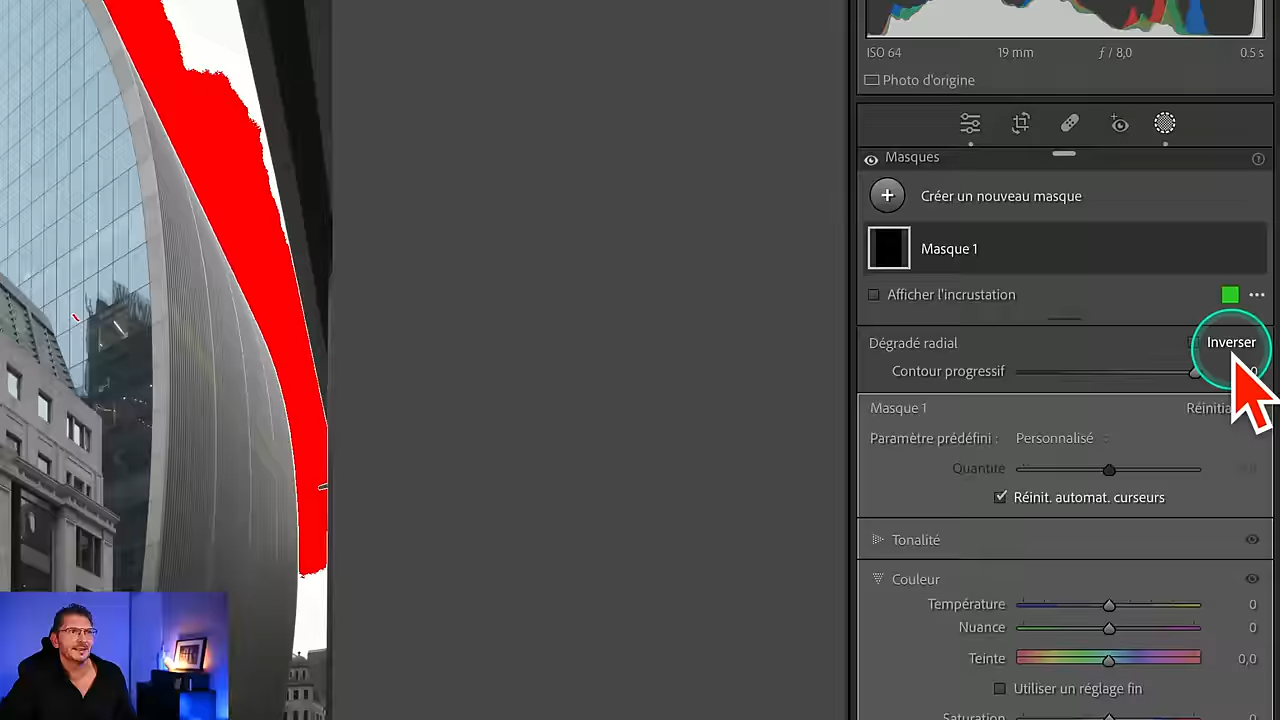 ISO 64 19 mm ƒ / 8,0 0.5 s
Photo d'origine
Masques
Créer un nouveau masque
Masque 1
Afficher l'incrustation
Dégradé radial Inverser
Contour progressif
Masque 1
Paramètre prédéfini : Personnalisé
Quantité
Réinit. automat. curseurs
Tonalité
Couleur
Température 0
Nuance 0
Teinte 0,0
Utiliser un réglage fin
Saturation